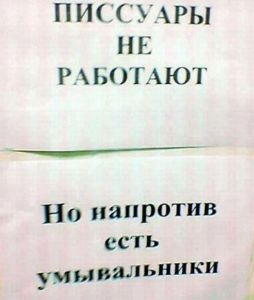 ПИССУАРЫ
НЕ
РАБОТАЮТ
Но напротив
есть
умывальники